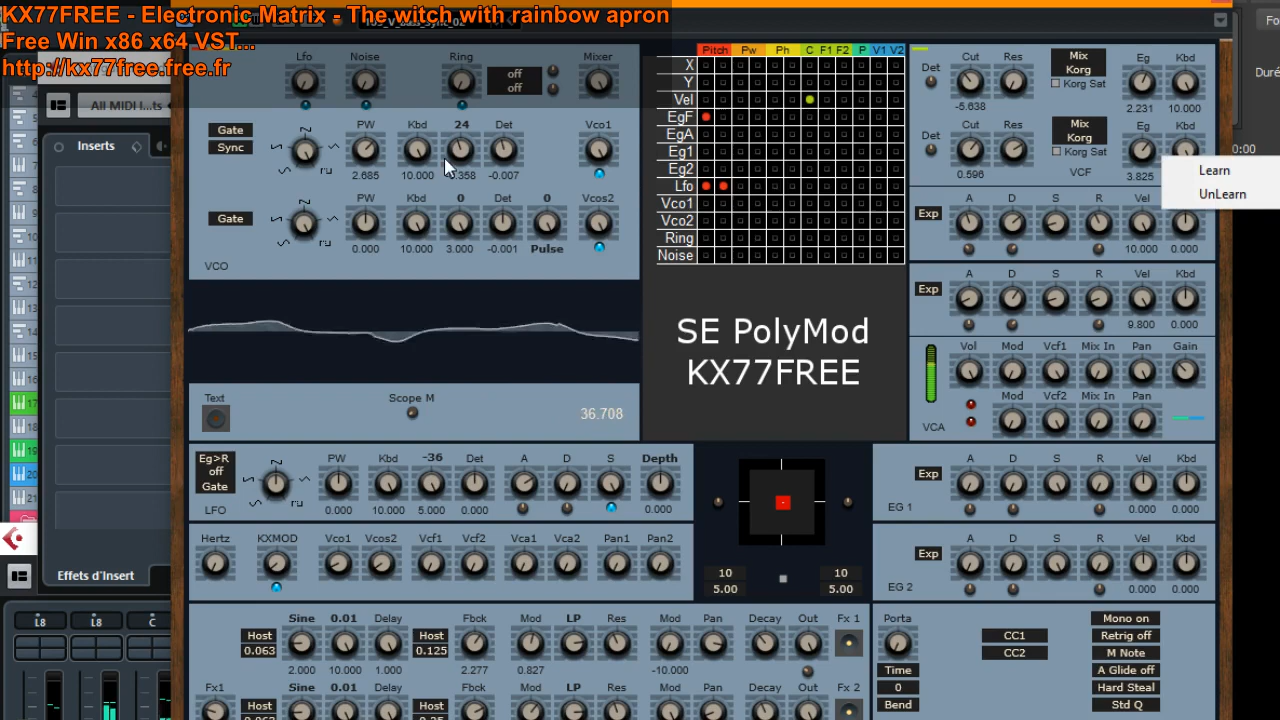 KX77FREE - Electronic Matrix - The witch with rainbow apron
Free Win x86 x64 VST...
http://kx77free.free.fr
All MIDI I...ts
Inserts
Effets d'Insert
L8 L8 C
Lfo Noise Ring off off Mixer
Gate Sync PW Kbd 24 Det Vco1
2.685 10.000 -0.007
Gate PW Kbd 0 Det 0 Vcos2
0.000 10.000 3.000 -0.001 Pulse
VCO
Pitch Pw Ph C F1 F2 P V1 V2
X
Y
Vel
EgF
EgA
Eg1
Eg2
Lfo
Vco1
Vco2
Ring
Noise
Det Cut Res Mix Korg Korg Sat Eg Kbd
-5.638 2.231 10.000
Det Cut Res Mix Korg Korg Sat Eg Kbd
0.596 VCF 3.825
Learn
UnLearn
0:00
Exp A D S R Vel Kbd
10.000 0.000
Exp A D S R Vel Kbd
9.800 0.000
Vol Mod Vcf1 Mix In Pan Gain
Mod Vcf2 Mix In Pan
VCA
SE PolyMod
KX77FREE
Text Scope M 36.708
Eg>R off Gate PW Kbd -36 Det A D S Depth
LFO 0.000 10.000 5.000 0.000 0.000
Hertz KXMOD Vco1 Vcos2 Vcf1 Vcf2 Vca1 Vca2 Pan1 Pan2
10 10
5.00 5.00
Exp A D S R Vel Kbd
EG 1 0.000 0.000
Exp A D S R Vel Kbd
EG 2 0.000 0.000
Host 0.063 Sine 0.01 Delay Host 0.125 Fbck Mod LP Res Mod Pan Decay Out Fx 1
2.000 10.000 1.000 2.277 0.827 -10.000
Fx1 Host Sine 0.01 Delay Host Fbck Mod LP Res Mod Pan Decay Out Fx 2
Porta
Time
0
Bend
CC1
CC2
Mono on
Retrig off
M Note
A Glide off
Hard Steal
Std Q